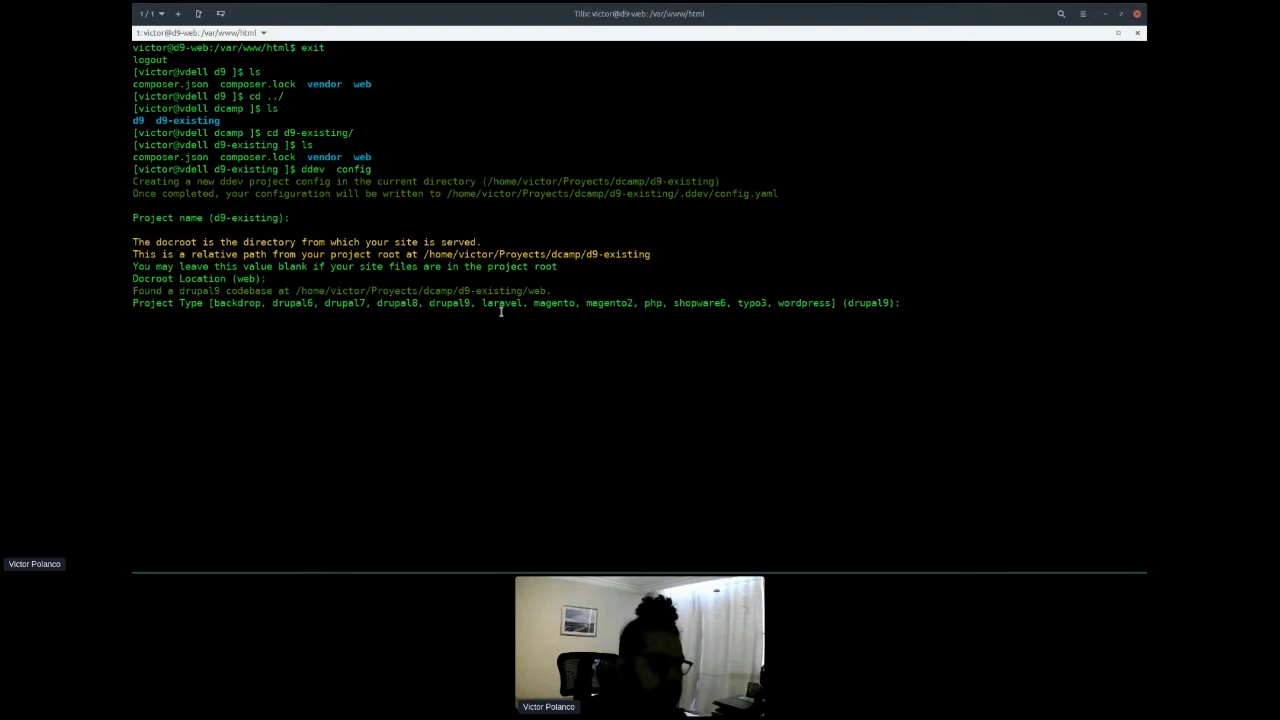 1 / 1
Tilix: victor@d9-web: /var/www/html
1: victor@d9-web: /var/www/html
victor@d9-web:/var/www/html$ exit
logout
[victor@vdell d9 ]$ ls
composer.json  composer.lock  vendor  web
[victor@vdell d9 ]$ cd ../
[victor@vdell dcamp ]$ ls
d9  d9-existing
[victor@vdell dcamp ]$ cd d9-existing/
[victor@vdell d9-existing ]$ ls
composer.json  composer.lock  vendor  web
[victor@vdell d9-existing ]$ ddev  config
Creating a new ddev project config in the current directory (/home/victor/Proyects/dcamp/d9-existing)
Once completed, your configuration will be written to /home/victor/Proyects/dcamp/d9-existing/.ddev/config.yaml
Project name (d9-existing):
The docroot is the directory from which your site is served.
This is a relative path from your project root at /home/victor/Proyects/dcamp/d9-existing
You may leave this value blank if your site files are in the project root
Docroot Location (web):
Found a drupal9 codebase at /home/victor/Proyects/dcamp/d9-existing/web.
Project Type [backdrop, drupal6, drupal7, drupal8, drupal9, laravel, magento, magento2, php, shopware6, typo3, wordpress] (drupal9):
Victor Polanco
Victor Polanco